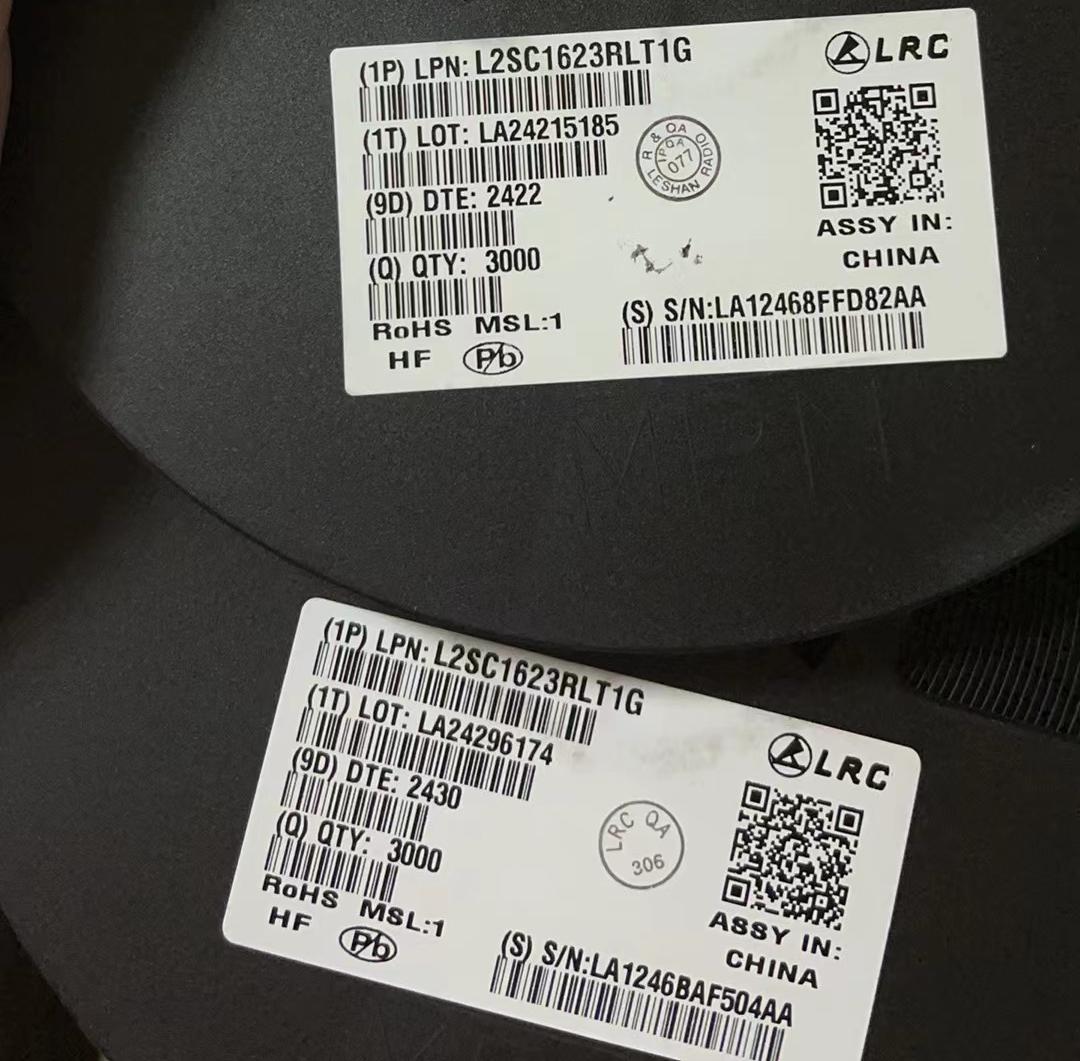 (1P) LPN: L2SC1623RLT1G
LRC
(1T) LOT: LA24215185
R & QA
IPQA
077
LESHAN RADIO
(9D) DTE: 2422
ASSY IN:
CHINA
(Q) QTY: 3000
(S) S/N:LA12468FFD82AA
RoHS MSL:1
HF Pb
(1P) LPN: L2SC1623RLT1G
LRC
(1T) LOT: LA24296174
(9D) DTE: 2430
LRC QA
306
(Q) QTY: 3000
ASSY IN:
CHINA
RoHS MSL:1
HF Pb
(S) S/N:LA1246BAF504AA